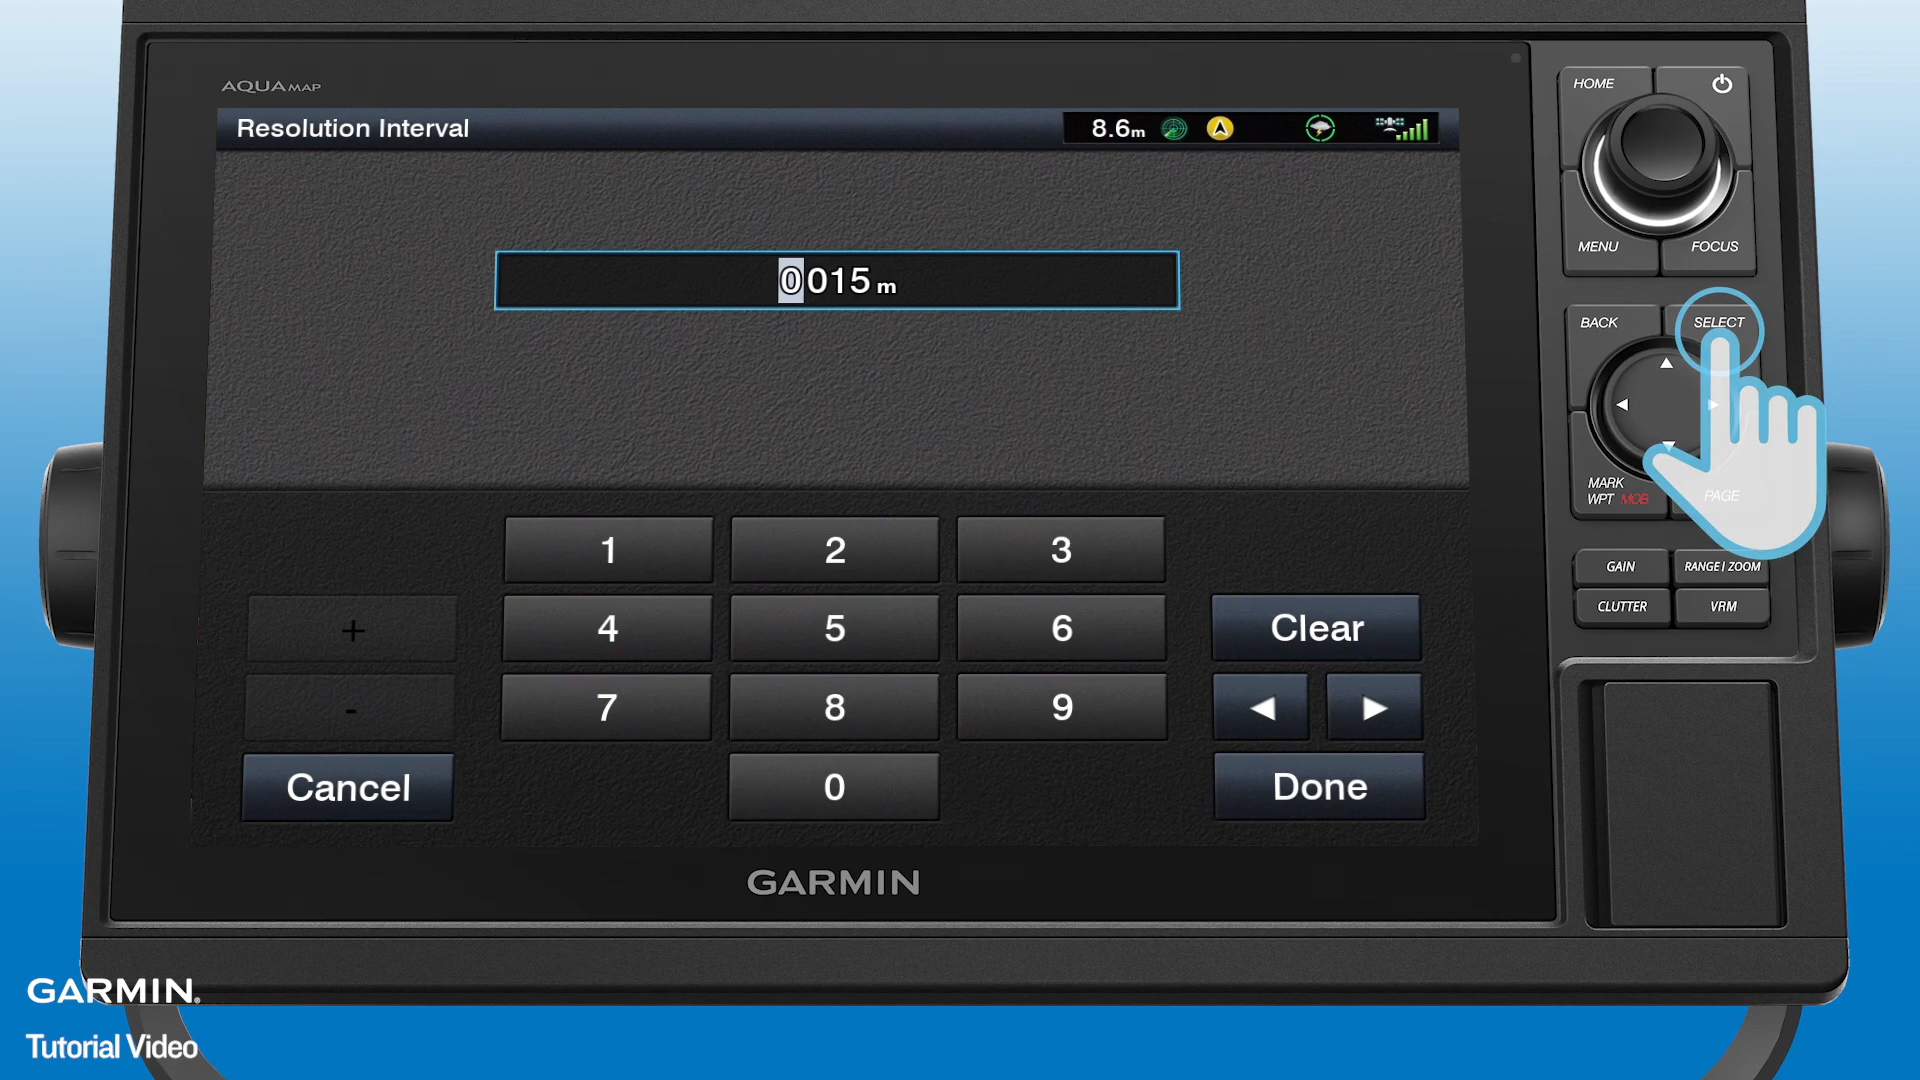 AQUAMAP
Resolution Interval
8.6m
0015 m
1 2 3
+ 4 5 6 Clear
- 7 8 9
Cancel 0 Done
GARMIN
HOME
MENU FOCUS
BACK SELECT
MARK
WPT MOB PAGE
GAIN RANGE | ZOOM
CLUTTER VRM
GARMIN®
Tutorial Video